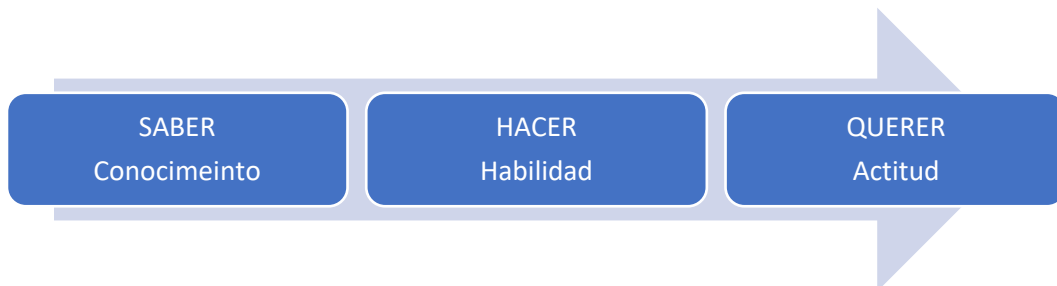 SABER
Conocimeinto
HACER
Habilidad
QUERER
Actitud